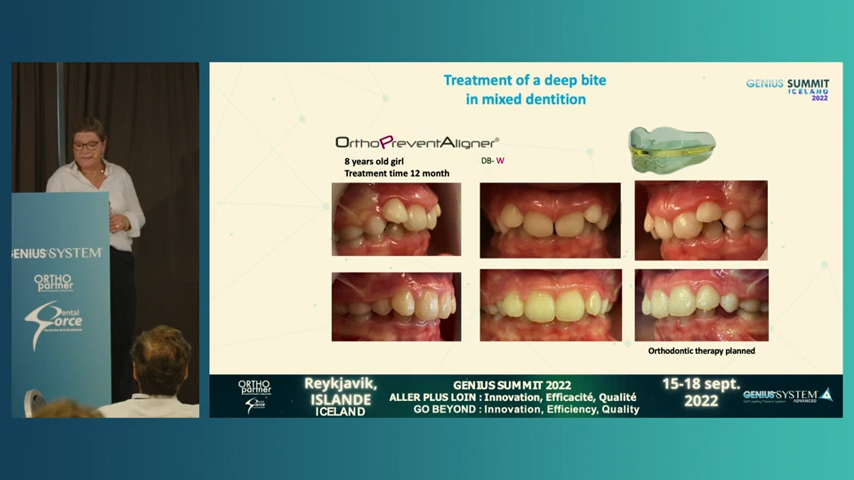 Treatment of a deep bite
in mixed dentition
GENIUS SUMMIT
ICELAND
2022
OrthoPreventAligner®
DB- W
8 years old girl
Treatment time 12 month
Orthodontic therapy planned
GENIUS SYSTEM
ORTHO
partner
Dental
force
ORTHO
partner
Reykjavik,
ISLANDE
ICELAND
GENIUS SUMMIT 2022
ALLER PLUS LOIN : Innovation, Efficacité, Qualité
GO BEYOND : Innovation, Efficiency, Quality
15-18 sept.
2022
GENIUS SYSTEM
ADVANCED